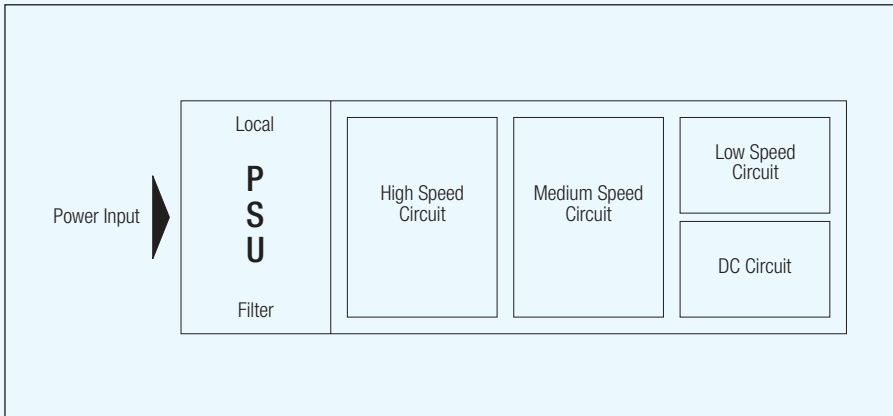 Power Input
Local
P
S
U
Filter
High Speed
Circuit
Medium Speed
Circuit
Low Speed
Circuit
DC Circuit